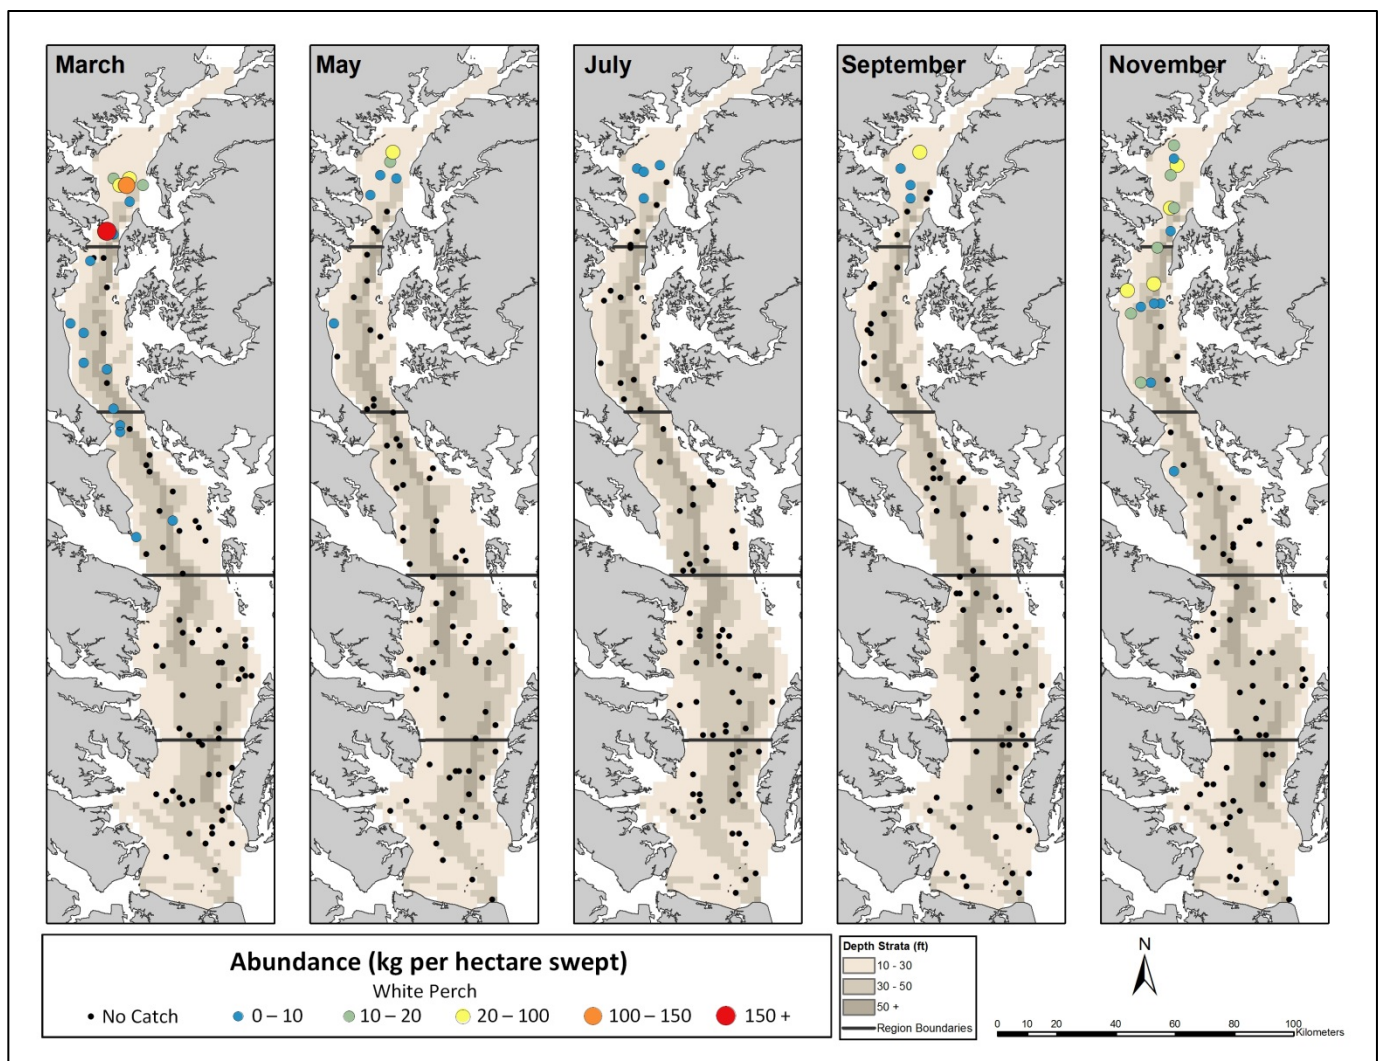 March
May
July
September
November
Abundance (kg per hectare swept)
White Perch
No Catch
0 – 10
10 – 20
20 – 100
100 – 150
150 +
Depth Strata (ft)
10 - 30
30 - 50
50 +
Region Boundaries
N
0 10 20 40 60 80 100
Kilometers